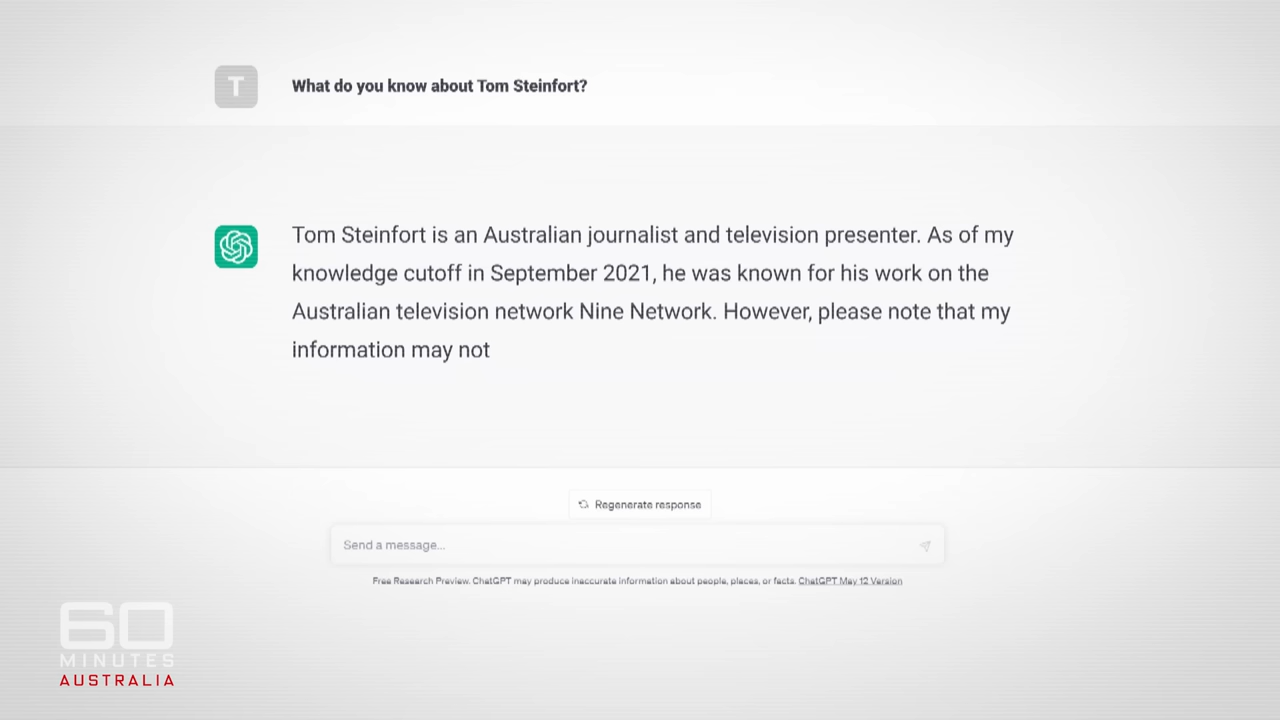 T
What do you know about Tom Steinfort?
Tom Steinfort is an Australian journalist and television presenter. As of my
knowledge cutoff in September 2021, he was known for his work on the
Australian television network Nine Network. However, please note that my
information may not
Regenerate response
Send a message...
Free Research Preview. ChatGPT may produce inaccurate information about people, places, or facts. ChatGPT May 12 Version
60
MINUTES
AUSTRALIA